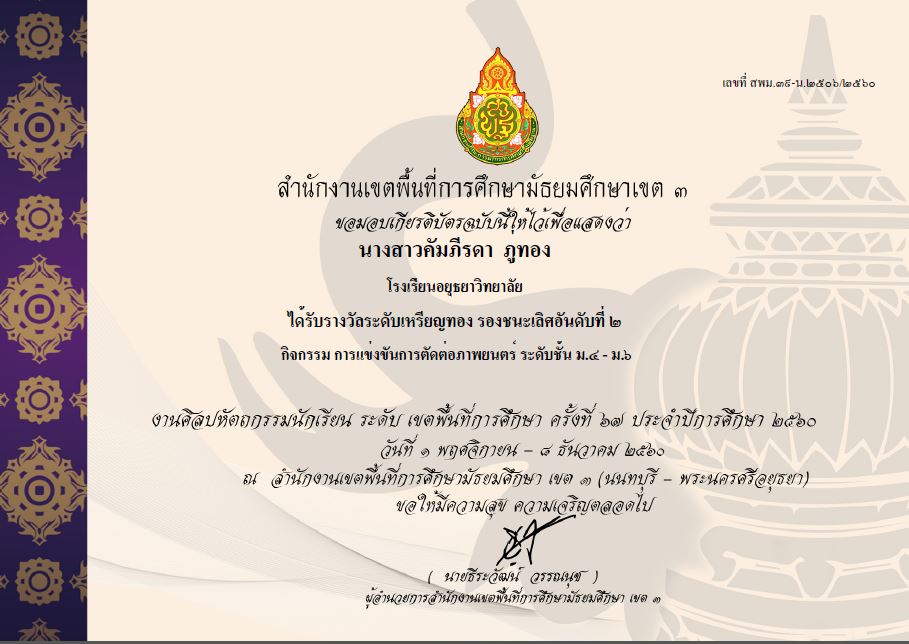 เลขที่ สพม.๓๙-น.๒๕๐๖/๒๕๖๐
สำนักงานเขตพื้นที่การศึกษามัธยมศึกษาเขต ๓
ขอมอบเกียรติบัตรฉบับนี้ให้ไว้เพื่อแสดงว่า
นางสาวคัมภีรดา ภูทอง
โรงเรียนอยุธยาวิทยาลัย
ได้รับรางวัลระดับเหรียญทอง รองชนะเลิศอันดับที่ ๒
กิจกรรม การแข่งขันการตัดต่อภาพยนตร์ ระดับชั้น ม.๔ - ม.๖
งานศิลปหัตถกรรมนักเรียน ระดับ เขตพื้นที่การศึกษา ครั้งที่ ๖๗ ประจำปีการศึกษา ๒๕๖๐
วันที่ ๑ พฤศจิกายน – ๘ ธันวาคม ๒๕๖๐
ณ สำนักงานเขตพื้นที่การศึกษามัธยมศึกษา เขต ๓ (นนทบุรี – พระนครศรีอยุธยา)
ขอให้มีความสุข ความเจริญตลอดไป
( นายธีระวัฒน์ วรรณนุช )
ผู้อำนวยการสำนักงานเขตพื้นที่การศึกษามัธยมศึกษา เขต ๓